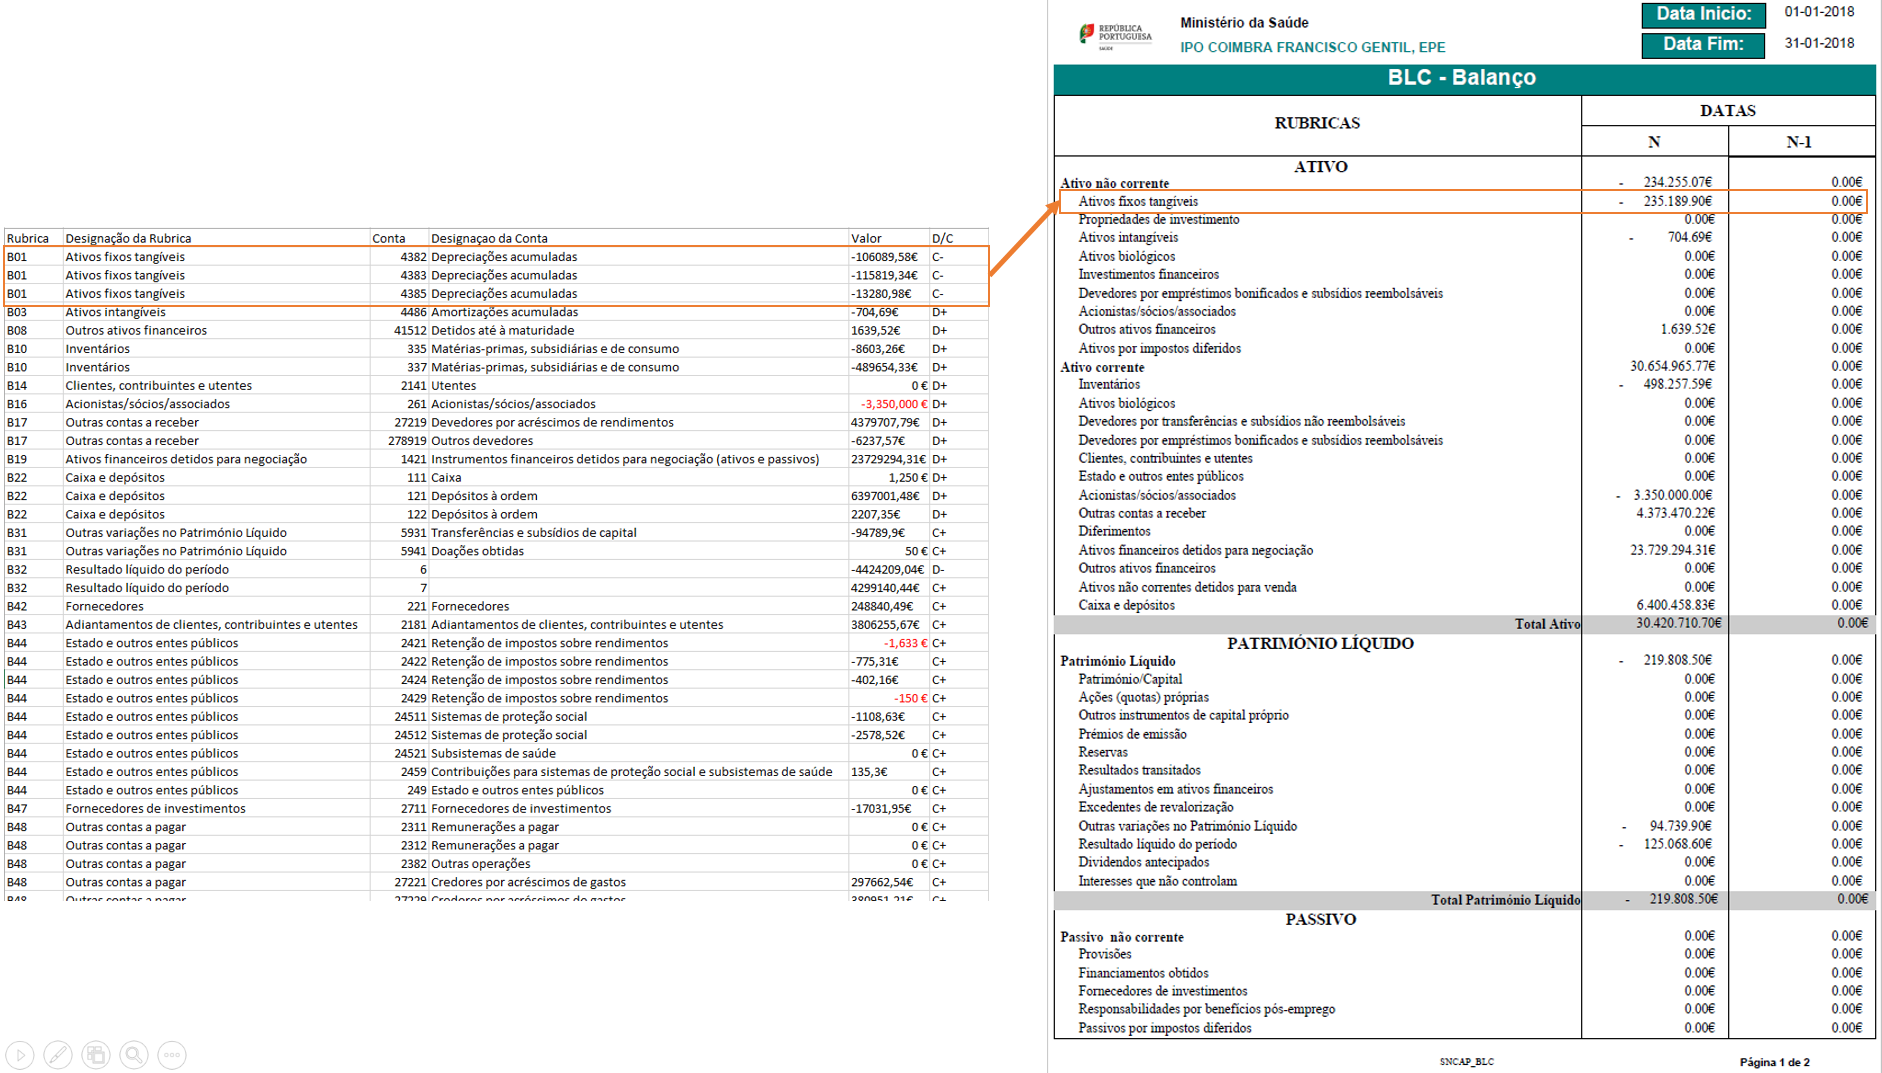 Rubrica Designação da Rubrica Conta Designaçao da Conta Valor D/C
B01 Ativos fixos tangíveis 4382 Depreciações acumuladas -106089,58€ C-
B01 Ativos fixos tangíveis 4383 Depreciações acumuladas -115819,34€ C-
B01 Ativos fixos tangíveis 4385 Depreciações acumuladas -13280,98€ C-
B03 Ativos intangíveis 4486 Amortizações acumuladas -704,69€ D+
B08 Outros ativos financeiros 41512 Detidos até à maturidade 1639,52€ D+
B10 Inventários 335 Matérias-primas, subsidiárias e de consumo -8603,26€ D+
B10 Inventários 337 Matérias-primas, subsidiárias e de consumo -489654,33€ D+
B14 Clientes, contribuintes e utentes 2141 Utentes 0 € D+
B16 Acionistas/sócios/associados 261 Acionistas/sócios/associados -3,350,000 € D+
B17 Outras contas a receber 27219 Devedores por acréscimos de rendimentos 4379707,79€ D+
B17 Outras contas a receber 278919 Outros devedores -6237,57€ D+
B19 Ativos financeiros detidos para negociação 1421 Instrumentos financeiros detidos para negociação (ativos e passivos) 23729294,31€ D+
B22 Caixa e depósitos 111 Caixa 1,250 € D+
B22 Caixa e depósitos 121 Depósitos à ordem 6397001,48€ D+
B22 Caixa e depósitos 122 Depósitos à ordem 2207,35€ D+
B31 Outras variações no Património Líquido 5931 Transferências e subsídios de capital -94789,9€ C+
B31 Outras variações no Património Líquido 5941 Doações obtidas 50 € C+
B32 Resultado líquido do período 6 -4424209,04€ D-
B32 Resultado líquido do período 7 4299140,44€ C+
B42 Fornecedores 221 Fornecedores 248840,49€ C+
B43 Adiantamentos de clientes, contribuintes e utentes 2181 Adiantamentos de clientes, contribuintes e utentes 3806255,67€ C+
B44 Estado e outros entes públicos 2421 Retenção de impostos sobre rendimentos -1,633 € C+
B44 Estado e outros entes públicos 2422 Retenção de impostos sobre rendimentos -775,31€ C+
B44 Estado e outros entes públicos 2424 Retenção de impostos sobre rendimentos -402,16€ C+
B44 Estado e outros entes públicos 2429 Retenção de impostos sobre rendimentos -150 € C+
B44 Estado e outros entes públicos 24511 Sistemas de proteção social -1108,63€ C+
B44 Estado e outros entes públicos 24512 Sistemas de proteção social -2578,52€ C+
B44 Estado e outros entes públicos 24521 Subsistemas de saúde 0 € C+
B44 Estado e outros entes públicos 2459 Contribuições para sistemas de proteção social e subsistemas de saúde 135,3€ C+
B44 Estado e outros entes públicos 249 Estado e outros entes públicos 0 € C+
B47 Fornecedores de investimentos 2711 Fornecedores de investimentos -17031,95€ C+
B48 Outras contas a pagar 2311 Remunerações a pagar 0 € C+
B48 Outras contas a pagar 2312 Remunerações a pagar 0 € C+
B48 Outras contas a pagar 2382 Outras operações 0 € C+
B48 Outras contas a pagar 27221 Credores por acréscimos de gastos 297662,54€ C+
B48 Outras contas a pagar 27229 Credores por acréscimos de gastos 380951,21€ C+
REPÚBLICA
PORTUGUESA
SAÚDE
Ministério da Saúde
IPO COIMBRA FRANCISCO GENTIL, EPE
Data Inicio: 01-01-2018
Data Fim: 31-01-2018
BLC - Balanço
RUBRICAS DATAS
N N-1
ATIVO
Ativo não corrente - 234.255.07€ 0.00€
Ativos fixos tangíveis - 235.189.90€ 0.00€
Propriedades de investimento 0.00€ 0.00€
Ativos intangíveis - 704.69€ 0.00€
Ativos biológicos 0.00€ 0.00€
Investimentos financeiros 0.00€ 0.00€
Devedores por empréstimos bonificados e subsídios reembolsáveis 0.00€ 0.00€
Acionistas/sócios/associados 0.00€ 0.00€
Outros ativos financeiros 1.639.52€ 0.00€
Ativos por impostos diferidos 0.00€ 0.00€
Ativo corrente 30.654.965.77€ 0.00€
Inventários - 498.257.59€ 0.00€
Ativos biológicos 0.00€ 0.00€
Devedores por transferências e subsídios não reembolsáveis 0.00€ 0.00€
Devedores por empréstimos bonificados e subsídios reembolsáveis 0.00€ 0.00€
Clientes, contribuintes e utentes 0.00€ 0.00€
Estado e outros entes públicos 0.00€ 0.00€
Acionistas/sócios/associados - 3.350.000.00€ 0.00€
Outras contas a receber 4.373.470.22€ 0.00€
Diferimentos 0.00€ 0.00€
Ativos financeiros detidos para negociação 23.729.294.31€ 0.00€
Outros ativos financeiros 0.00€ 0.00€
Ativos não correntes detidos para venda 0.00€ 0.00€
Caixa e depósitos 6.400.458.83€ 0.00€
Total Ativo 30.420.710.70€ 0.00€
PATRIMÓNIO LÍQUIDO
Património Líquido - 219.808.50€ 0.00€
Património/Capital 0.00€ 0.00€
Ações (quotas) próprias 0.00€ 0.00€
Outros instrumentos de capital próprio 0.00€ 0.00€
Prémios de emissão 0.00€ 0.00€
Reservas 0.00€ 0.00€
Resultados transitados 0.00€ 0.00€
Ajustamentos em ativos financeiros 0.00€ 0.00€
Excedentes de revalorização 0.00€ 0.00€
Outras variações no Património Líquido - 94.739.90€ 0.00€
Resultado líquido do período - 125.068.60€ 0.00€
Dividendos antecipados 0.00€ 0.00€
Interesses que não controlam 0.00€ 0.00€
Total Património Líquido - 219.808.50€ 0.00€
PASSIVO
Passivo não corrente 0.00€ 0.00€
Provisões 0.00€ 0.00€
Financiamentos obtidos 0.00€ 0.00€
Fornecedores de investimentos 0.00€ 0.00€
Responsabilidades por benefícios pós-emprego 0.00€ 0.00€
Passivos por impostos diferidos 0.00€ 0.00€
SNCAP_BLC Página 1 de 2